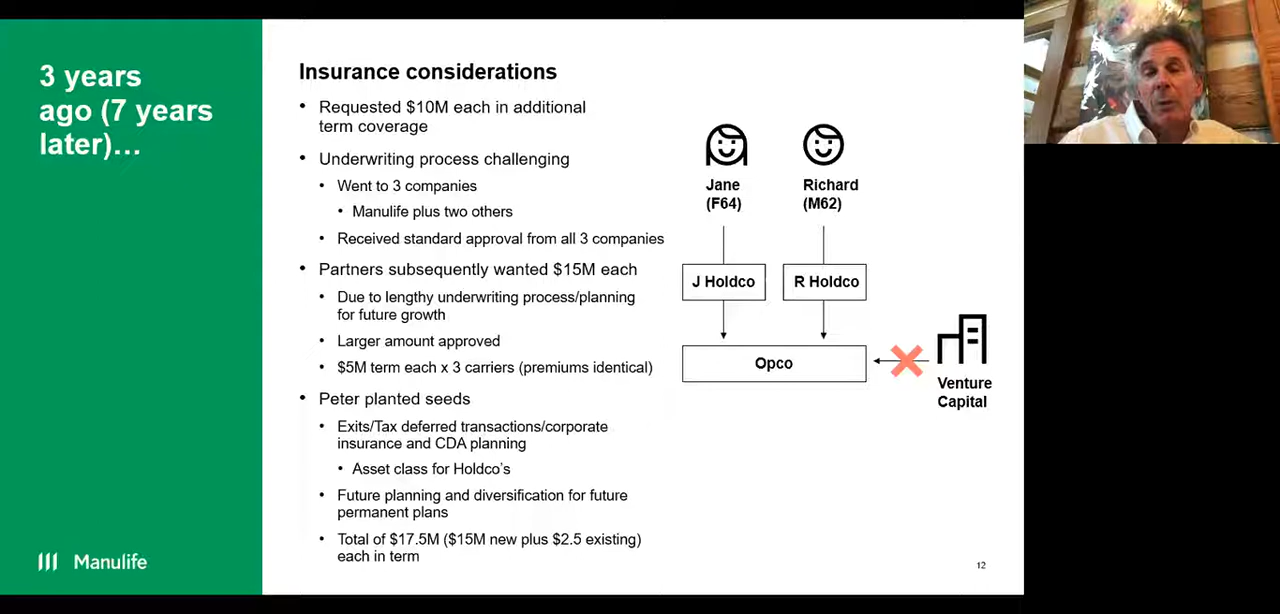 3 years
ago (7 years
later)…
Insurance considerations
• Requested $10M each in additional
term coverage
• Underwriting process challenging
• Went to 3 companies
• Manulife plus two others
• Received standard approval from all 3 companies
• Partners subsequently wanted $15M each
• Due to lengthy underwriting process/planning
for future growth
• Larger amount approved
• $5M term each x 3 carriers (premiums identical)
• Peter planted seeds
• Exits/Tax deferred transactions/corporate
insurance and CDA planning
• Asset class for Holdco's
• Future planning and diversification for future
permanent plans
• Total of $17.5M ($15M new plus $2.5 existing)
each in term
Jane
(F64)
Richard
(M62)
J Holdco
R Holdco
Opco
Venture
Capital
Manulife
12